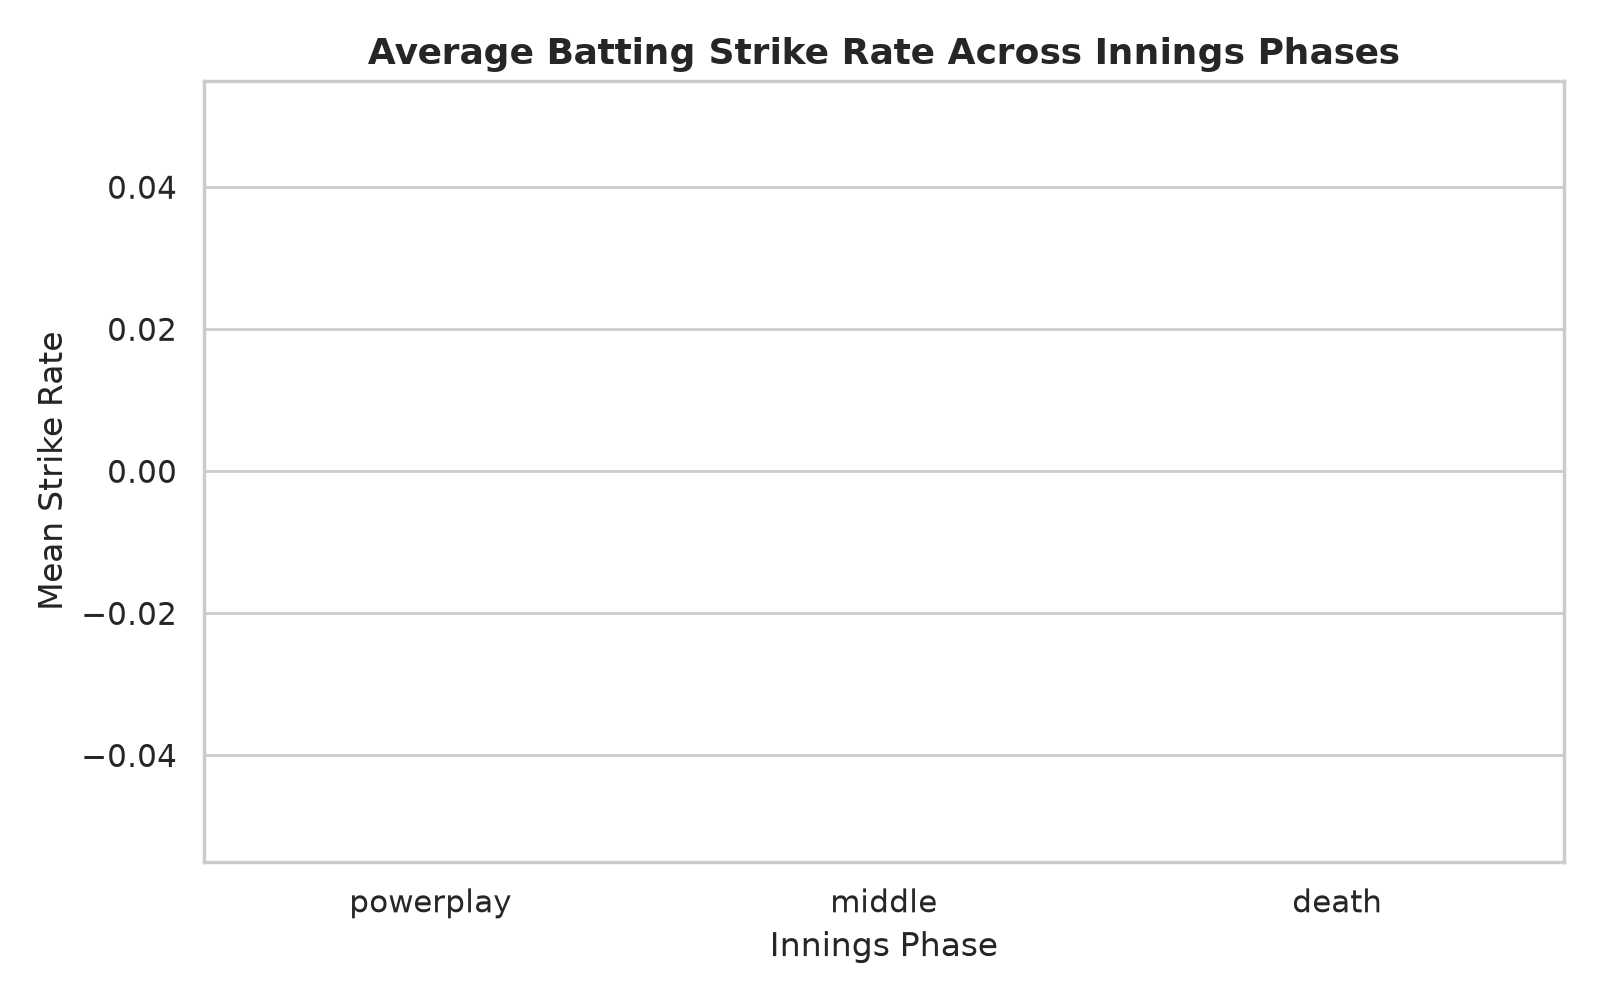 Average Batting Strike Rate Across Innings Phases
0.04
0.02
0.00
−0.02
−0.04
Mean Strike Rate
powerplay middle death
Innings Phase